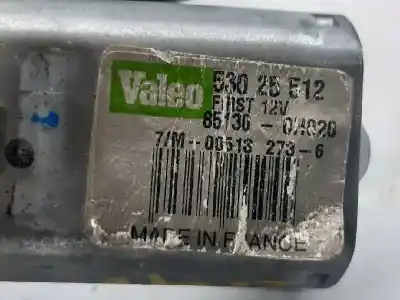 Valeo 530 25 512
FIRST 12V
85130 - 0H020
7/M - 00513 273-6
MADE IN FRANCE